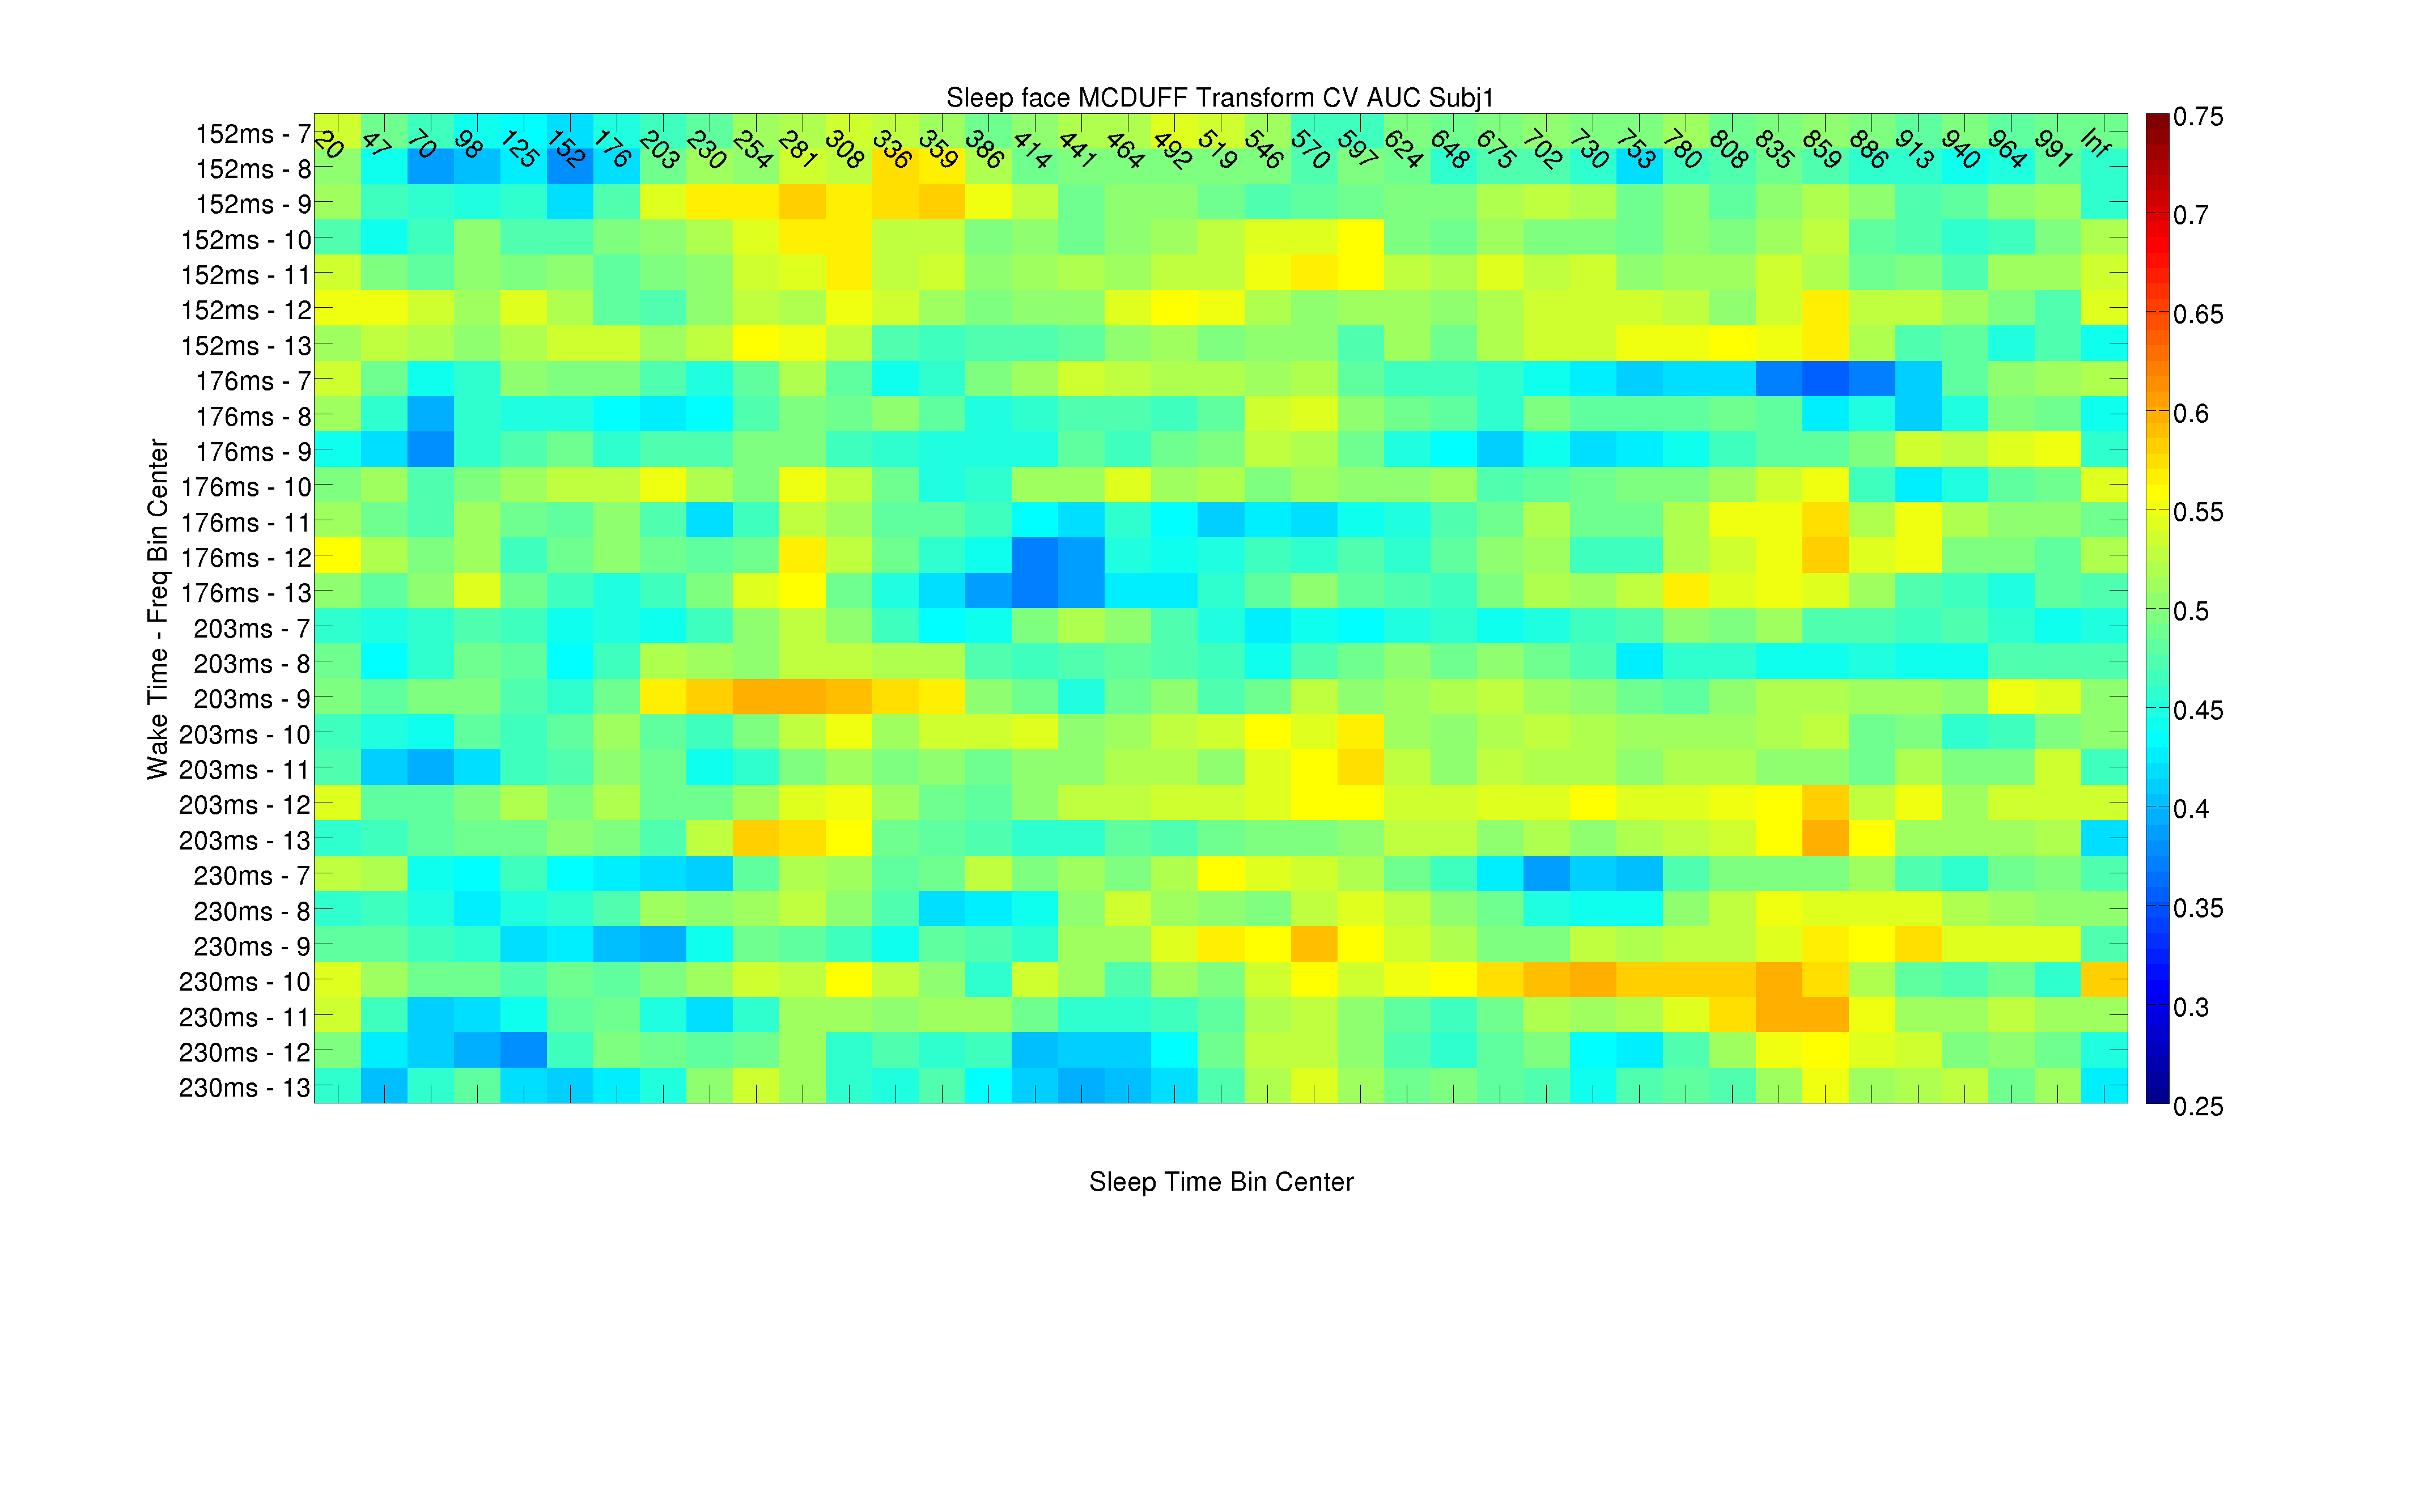 Sleep face MCDUFF Transform CV AUC Subj1
20 47 70 98 125 152 176 203 230 254 281 308 336 359 386 414 441 464 492 519 546 570 597 624 648 675 702 730 753 780 808 835 859 886 913 940 964 991 Inf
152ms - 7
152ms - 8
152ms - 9
152ms - 10
152ms - 11
152ms - 12
152ms - 13
176ms - 7
176ms - 8
176ms - 9
176ms - 10
176ms - 11
176ms - 12
176ms - 13
203ms - 7
203ms - 8
203ms - 9
203ms - 10
203ms - 11
203ms - 12
203ms - 13
230ms - 7
230ms - 8
230ms - 9
230ms - 10
230ms - 11
230ms - 12
230ms - 13
Wake Time - Freq Bin Center
0.75
0.7
0.65
0.6
0.55
0.5
0.45
0.4
0.35
0.3
0.25
Sleep Time Bin Center